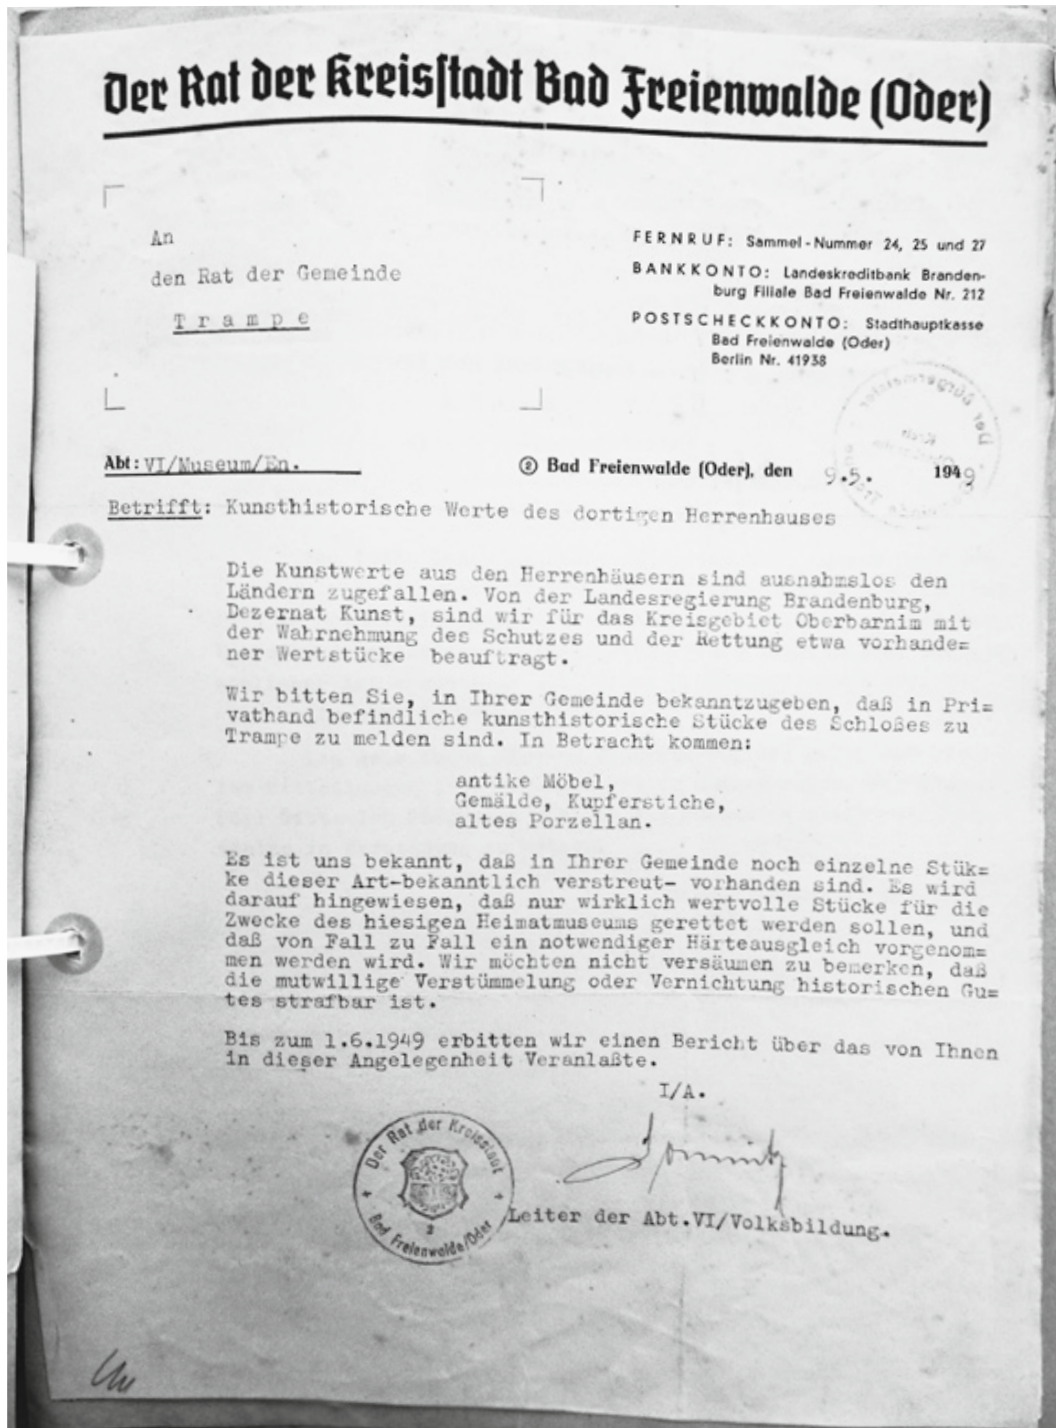 Der Rat der Kreisstadt Bad Freienwalde (Oder)
An
den Rat der Gemeinde
Trampe
FERNRUF: Sammel-Nummer 24, 25 und 27
BANKKONTO: Landeskreditbank Branden-
burg Filiale Bad Freienwalde Nr. 212
POSTSCHECKKONTO: Stadthauptkasse
Bad Freienwalde (Oder)
Berlin Nr. 41938
Der Bürgermeister
Abt: VI/Museum/En.
② Bad Freienwalde (Oder), den 9.5. 1949
Betrifft: Kunsthistorische Werte des dortigen Herrenhauses
Die Kunstwerte aus den Herrenhäusern sind ausnahmslos den
Ländern zugefallen. Von der Landesregierung Brandenburg,
Dezernat Kunst, sind wir für das Kreisgebiet Oberbarnim mit
der Wahrnehmung des Schutzes und der Rettung etwa vorhande=
ner Wertstücke beauftragt.
Wir bitten Sie, in Ihrer Gemeinde bekanntzugeben, daß in Pri=
vathand befindliche kunsthistorische Stücke des Schloßes zu
Trampe zu melden sind. In Betracht kommen:
antike Möbel,
Gemälde, Kupferstiche,
altes Porzellan.
Es ist uns bekannt, daß in Ihrer Gemeinde noch einzelne Stük=
ke dieser Art-bekanntlich verstreut- vorhanden sind. Es wird
darauf hingewiesen, daß nur wirklich wertvolle Stücke für die
Zwecke des hiesigen Heimatmuseums gerettet werden sollen, und
daß von Fall zu Fall ein notwendiger Härteausgleich vorgenom=
men werden wird. Wir möchten nicht versäumen zu bemerken, daß
die mutwillige Verstümmelung oder Vernichtung historischen Gu=
tes strafbar ist.
Bis zum 1.6.1949 erbitten wir einen Bericht über das von Ihnen
in dieser Angelegenheit Veranlaßte.
I/A.
Der Rat der Kreisstadt
Bad Freienwalde/Oder
Leiter der Abt.VI/Volksbildung.